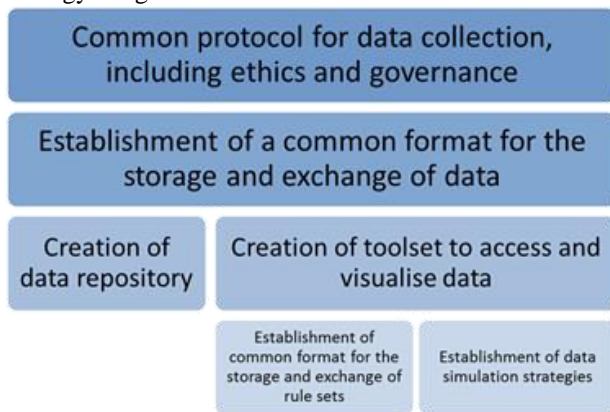 Common protocol for data collection,
including ethics and governance
Establishment of a common format for the
storage and exchange of data
Creation of
data repository
Creation of toolset to access and
visualise data
Establishment of
common format for the
storage and exchange of
rule sets
Establishment of data
simulation strategies